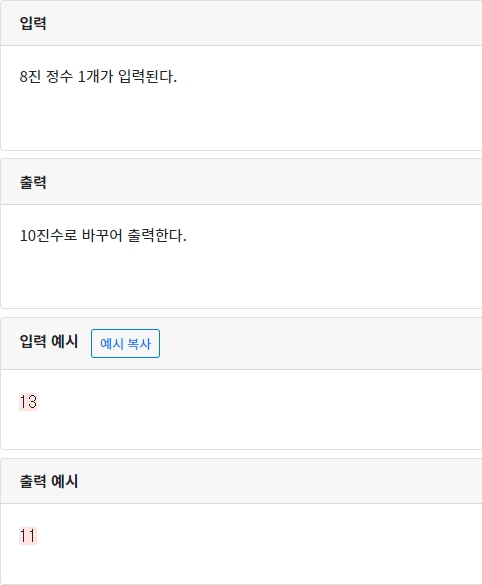 입력
8진 정수 1개가 입력된다.
출력
10진수로 바꾸어 출력한다.
입력 예시 예시 복사
13
출력 예시
11